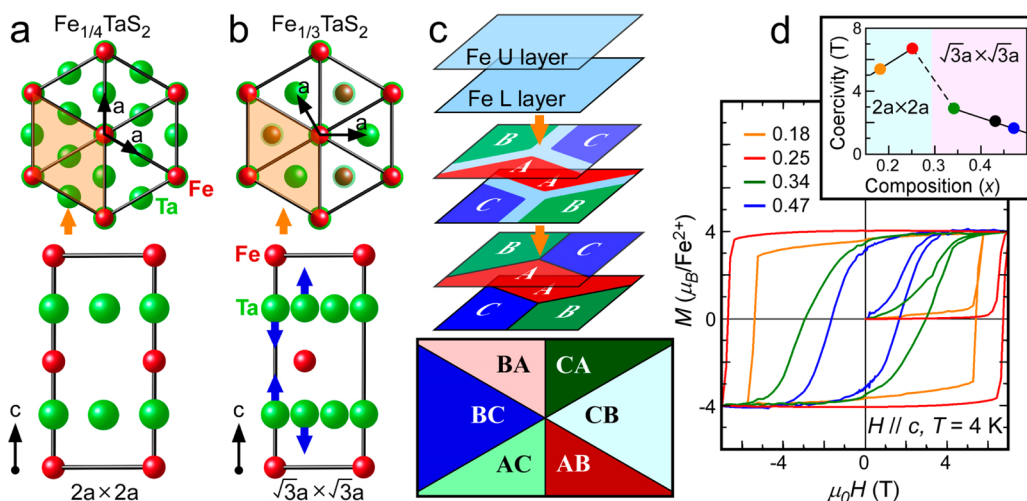 a
Fe1/4TaS2
a
a
Fe
Ta
c
2a×2a
b
Fe1/3TaS2
a
a
Fe
Ta
c
√3a×√3a
c
Fe U layer
Fe L layer
B
C
A
A
C
B
B
C
A
A
C
B
BA
CA
BC
CB
AC
AB
d
Coercivity (T)
8
4
0
2a×2a
√3a×√3a
0.2
0.3
0.4
Composition (x)
0.18
0.25
0.34
0.47
M (μB/Fe2+)
4
0
-4
H // c, T = 4 K
-4
0
4
μ0H (T)